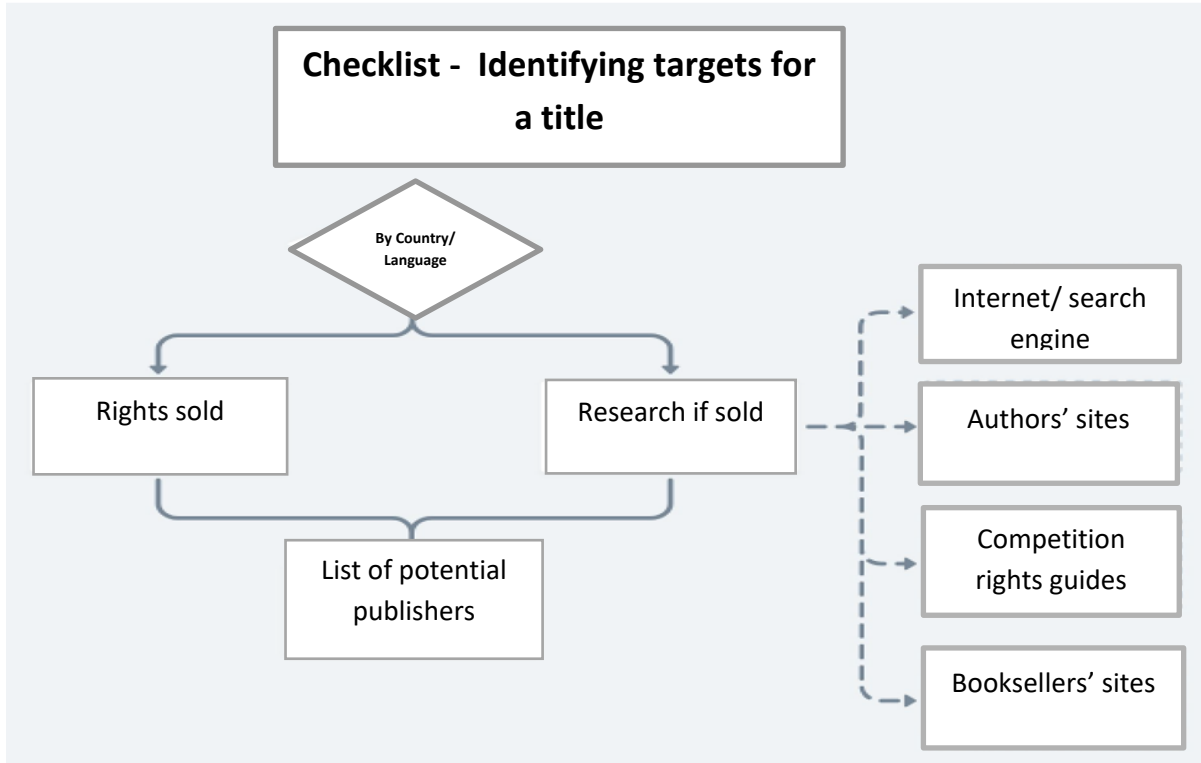 Checklist - Identifying targets for
a title
By Country/
Language
Rights sold
Research if sold
List of potential
publishers
Internet/ search
engine
Authors’ sites
Competition
rights guides
Booksellers’ sites